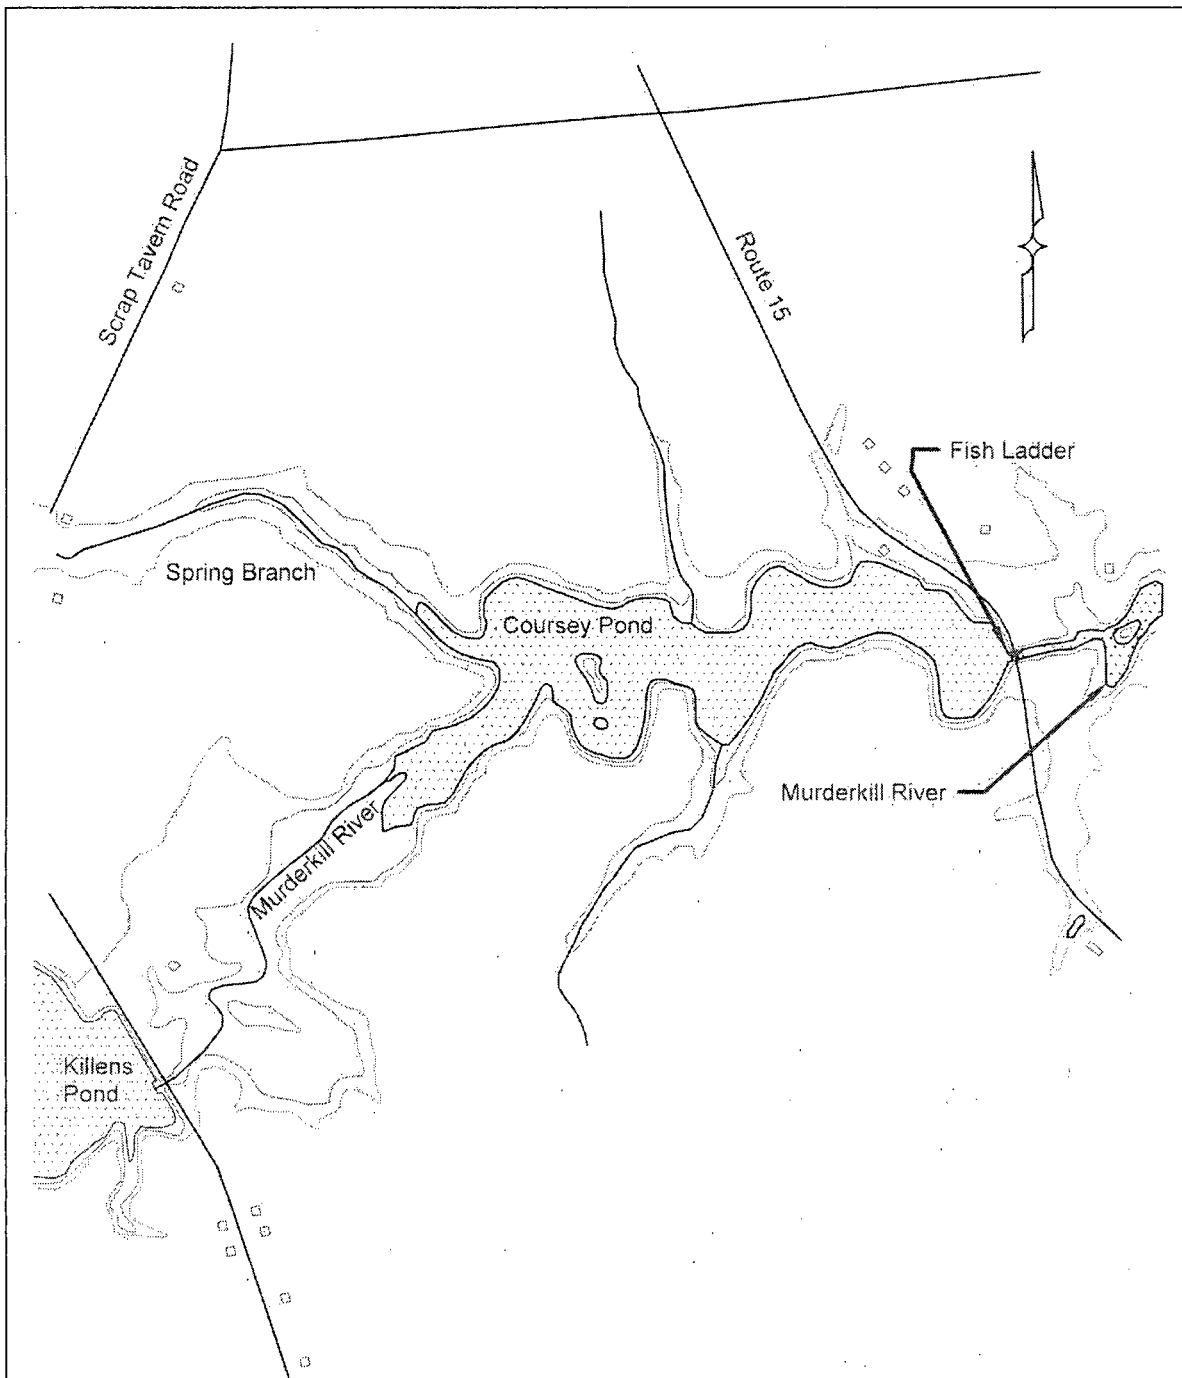 Scrap Tavern Road
Route 15
Fish Ladder
Spring Branch
Coursey Pond
Murderkill River
Murderkill River
Killens
Pond